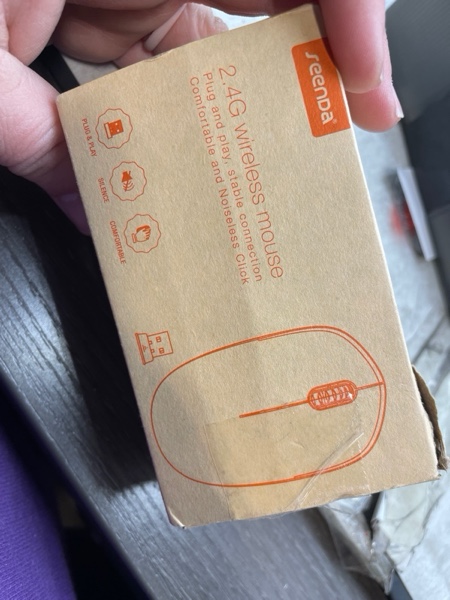 seenDa
2.4G wireless mouse
Plug and play, stable connection
Comfortable and Noiseless Click
PLUG & PLAY
SILENCE
COMFORTABLE